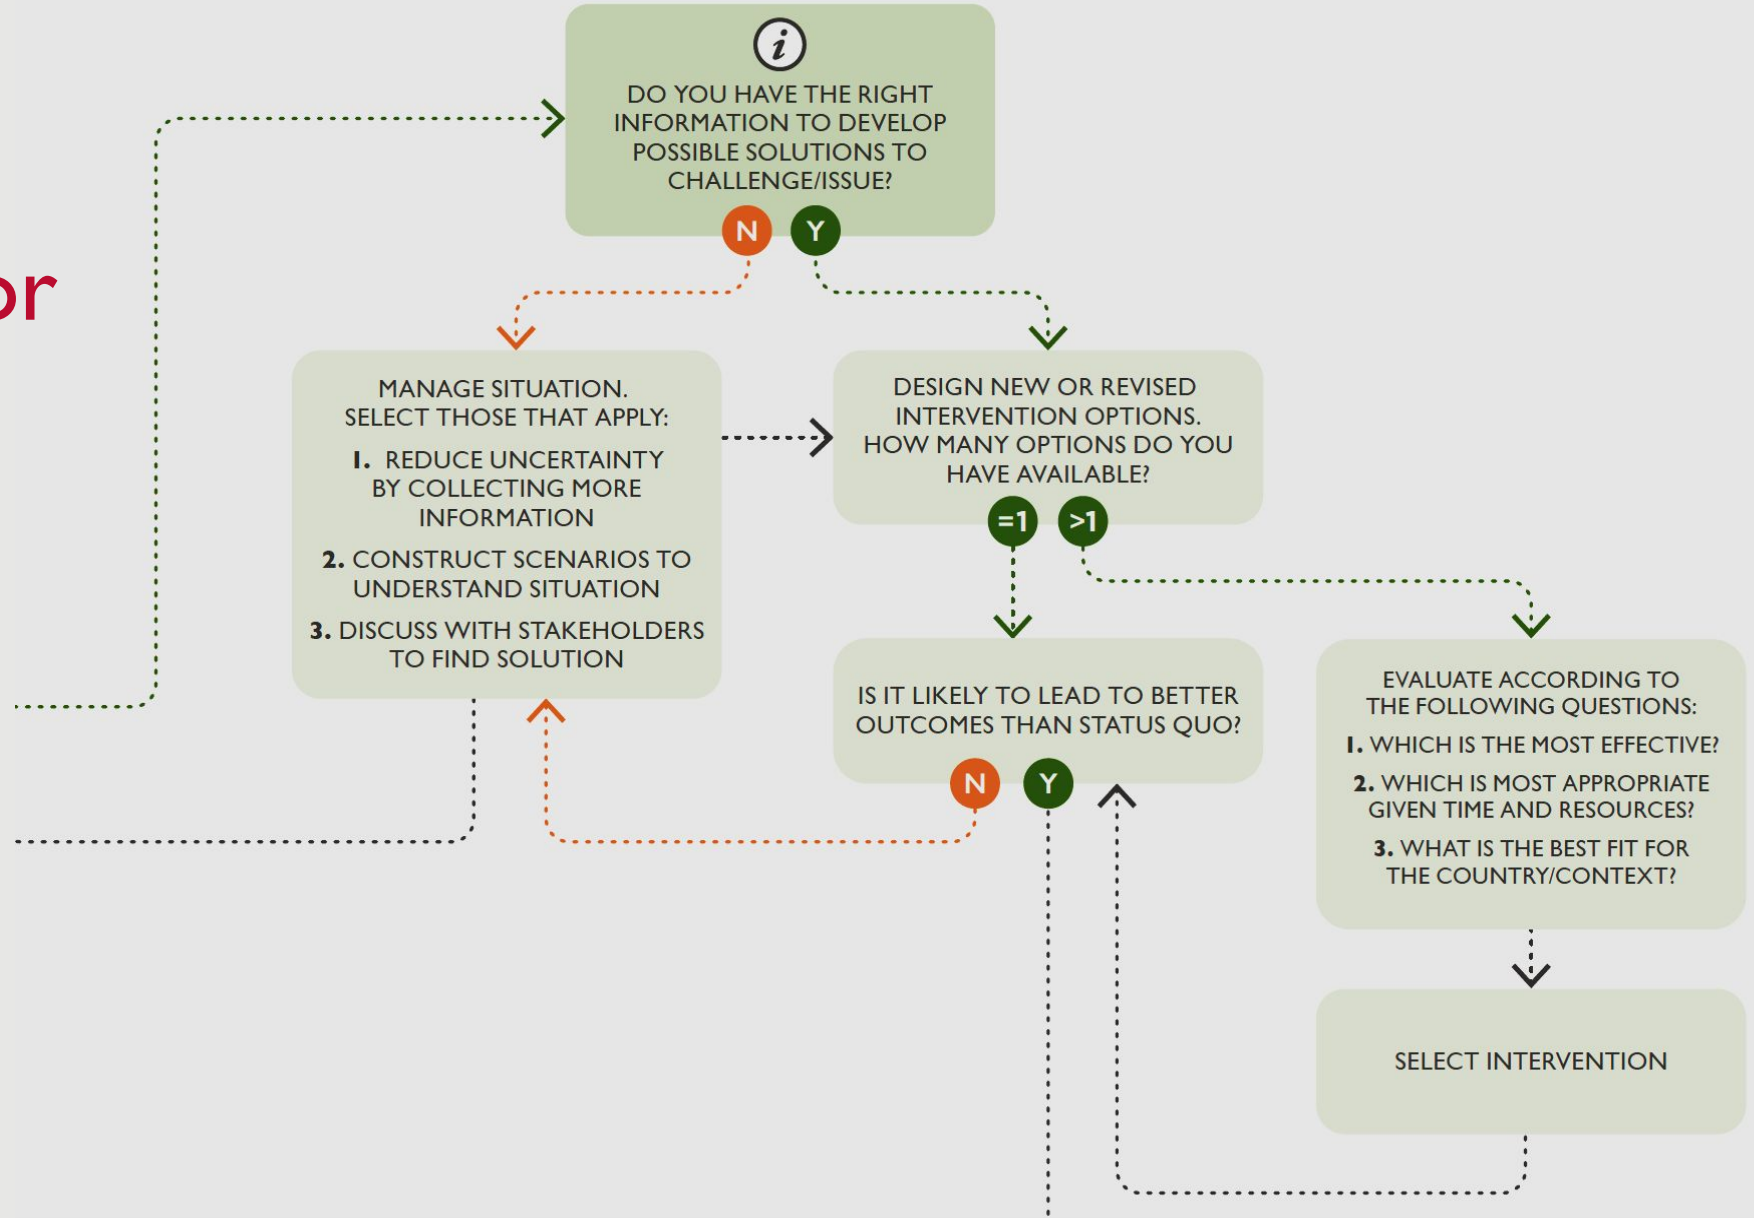 i
DO YOU HAVE THE RIGHT
INFORMATION TO DEVELOP
POSSIBLE SOLUTIONS TO
CHALLENGE/ISSUE?
N Y
or
MANAGE SITUATION.
SELECT THOSE THAT APPLY:
1. REDUCE UNCERTAINTY
BY COLLECTING MORE
INFORMATION
2. CONSTRUCT SCENARIOS TO
UNDERSTAND SITUATION
3. DISCUSS WITH STAKEHOLDERS
TO FIND SOLUTION
DESIGN NEW OR REVISED
INTERVENTION OPTIONS.
HOW MANY OPTIONS DO YOU
HAVE AVAILABLE?
=1 >1
IS IT LIKELY TO LEAD TO BETTER
OUTCOMES THAN STATUS QUO?
N Y
EVALUATE ACCORDING TO
THE FOLLOWING QUESTIONS:
1. WHICH IS THE MOST EFFECTIVE?
2. WHICH IS MOST APPROPRIATE
GIVEN TIME AND RESOURCES?
3. WHAT IS THE BEST FIT FOR
THE COUNTRY/CONTEXT?
SELECT INTERVENTION